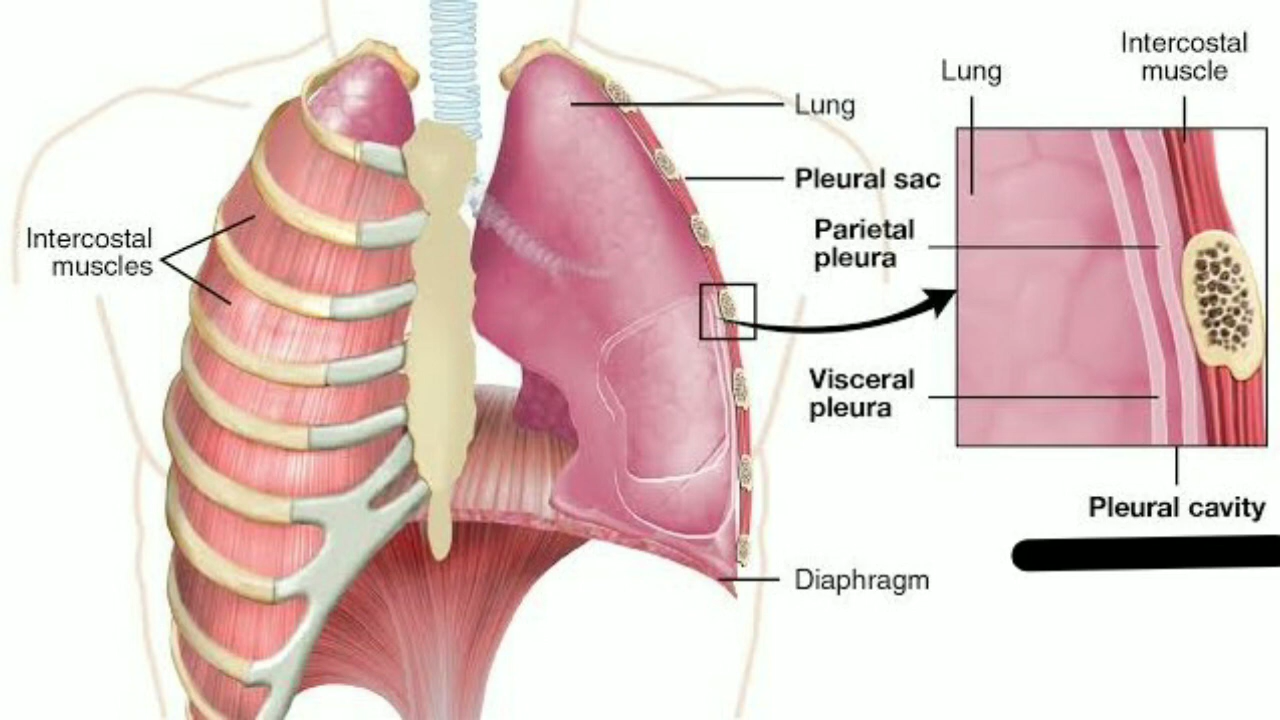 Intercostal
muscles
Lung
Pleural sac
Parietal
pleura
Visceral
pleura
Diaphragm
Lung
Intercostal
muscle
Pleural cavity